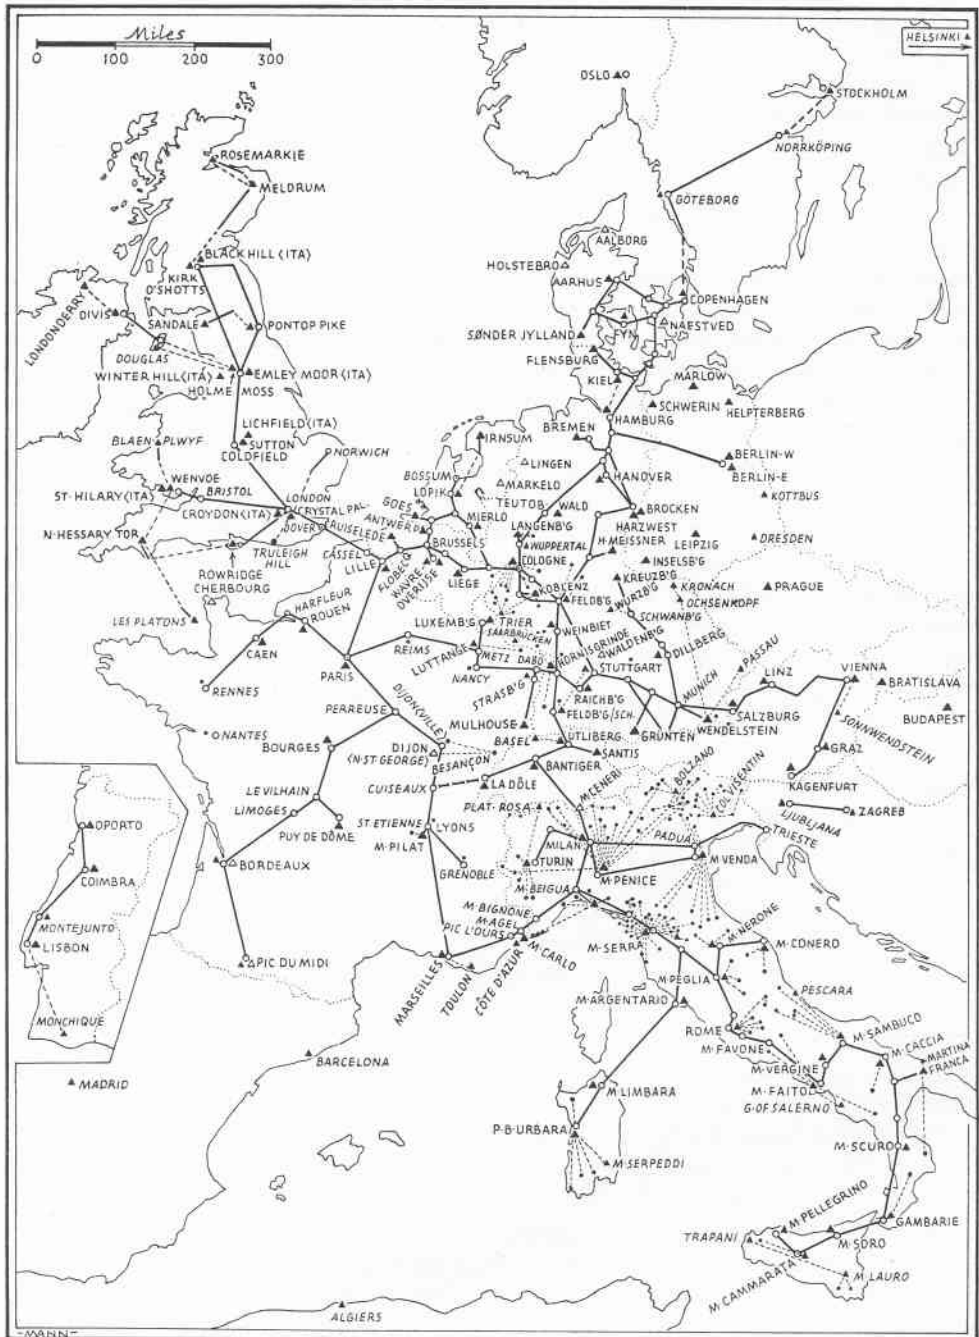 Miles
0 100 200 300
HELSINKI
OSLO
STOCKHOLM
NORRKÖPING
ROSEMARKIE
MELDRUM
GÖTEBORG
AALBORG
BLACK HILL (ITA)
HOLSTEBRO
KIRK
O'SHOTTS
AARHUS
LONDONDERRY
DIVIS
SANDALE
PONTOP PIKE
COPENHAGEN
FYN
NAESTVED
SØNDER JYLLAND
DOUGLAS
FLENSBURG
WINTER HILL (ITA)
EMLEY MOOR (ITA)
HOLME MOSS
KIEL
MARLOW
SCHWERIN
HELPTERBERG
HAMBURG
LICHFIELD (ITA)
BLAEN-PLWYF
SUTTON
COLDFIELD
IRNSUM
BREMEN
NORWICH
LINGEN
BERLIN-W
BERLIN-E
BOSSUM
HANOVER
WENVOE
ST·HILARY (ITA)
BRISTOL
LONDON
CRYSTAL PAL.
LOPIK
MARKELO
TEUTOB·WALD
KOTTBUS
GOES
CROYDON (ITA)
DOVER
CRUISELEDE
ANTWERP
MIERLO
BROCKEN
N·HESSARY TOR
LANGENB'G
HARZWEST
TRULEIGH
HILL
BRUSSELS
WUPPERTAL
H·MEISSNER
LEIPZIG
DRESDEN
CASSEL
COLOGNE
LILLE
INSELSB'G
ROWRIDGE
CHERBOURG
FLOBECQ
WAVRE
OVERIJSE
LIEGE
KREUZB'G
KOBLENZ
KRONACH
PRAGUE
FELDB'G
WURZB'G
OCHSENKOPF
HARFLEUR
ROUEN
TRIER
LUXEMB'G
SCHWANB'G
LES PLATONS
SAARBRÜCKEN
WEINBIET
HORNISGRINDE
WALDENB'G
CAEN
REIMS
LUTTANGE
METZ
DABO
DILLBERG
PASSAU
STUTTGART
NANCY
LINZ
VIENNA
RENNES
PARIS
STRASB'G
MUNICH
BRATISLAVA
RAICHB'G
PERREUSE
DIJON (VILLE)
FELDB'G/SCH.
SALZBURG
BUDAPEST
MULHOUSE
NANTES
BASEL
UTLIBERG
GRÜNTEN
WENDELSTEIN
SONNWENDSTEIN
BOURGES
DIJON
(N·ST GEORGE)
BESANÇON
SANTIS
GRAZ
BANTIGER
BOLZANO
COL VISENTIN
CUISEAUX
LA DÔLE
M·CENERI
KAGENFURT
LEVILHAIN
LIMOGES
PLAT· ROSA
LJUBLJANA
ZAGREB
PUY DE DÔME
ST·ETIENNE
LYONS
OPORTO
M·PILAT
MILAN
PADUA
TRIESTE
BORDEAUX
TURIN
M·VENDA
GRENOBLE
COIMBRA
M·PENICE
M·BEIGUA
M·BIGNONE
M·AGEL
PIC L'OURS
MONTEJUNTO
M·CARLO
M·NERONE
LISBON
M·CONERO
PIC DU MIDI
M·SERRA
MARSEILLES
TOULON
CÔTE D'AZUR
M·PEGLIA
PESCARA
M·ARGENTARIO
MONCHIQUE
ROME
M·SAMBUCO
M·FAVONE
M·CACCIA
BARCELONA
M·VERGINE
MARTINA
FRANCA
MADRID
M·LIMBARA
M·FAITO
G·OF SALERNO
P·B·URBARA
M·SCURO
M·SERPEDDI
M·PELLEGRINO
GAMBARIE
TRAPANI
M·SORO
M·CAMMARATA
M·LAURO
ALGIERS
-MANN-